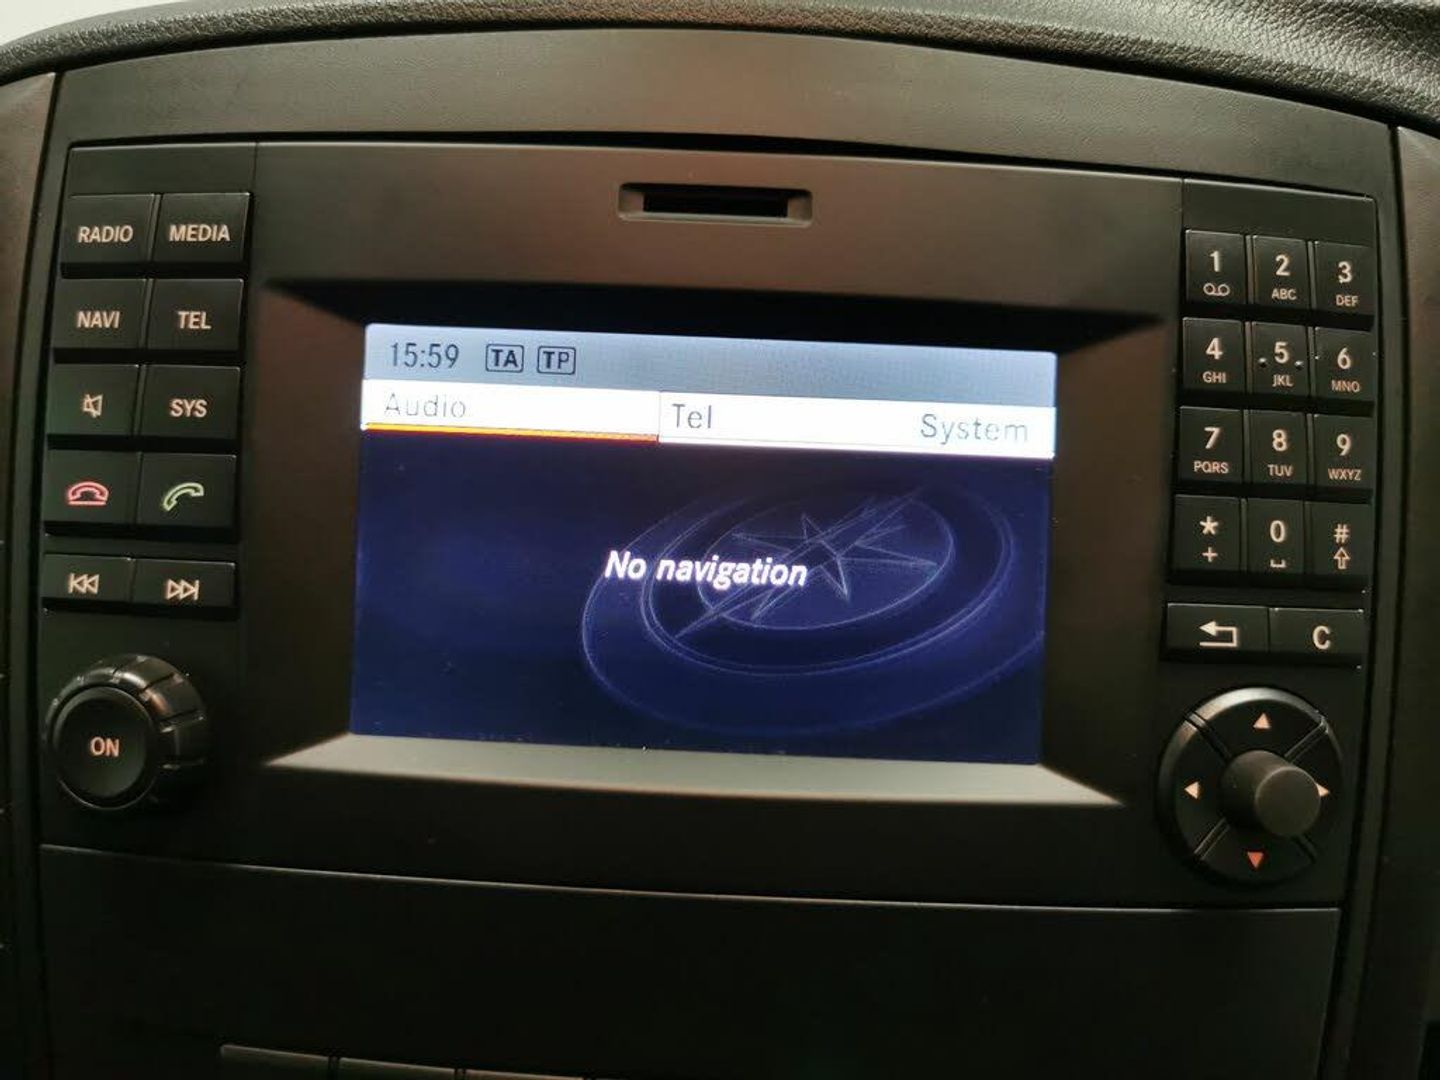 RADIO MEDIA
NAVI TEL
SYS
ON
15:59 TA TP
Audio Tel System
No navigation
1 2 ABC 3 DEF
4 GHI 5 JKL 6 MNO
7 PQRS 8 TUV 9 WXYZ
* + 0 #
C